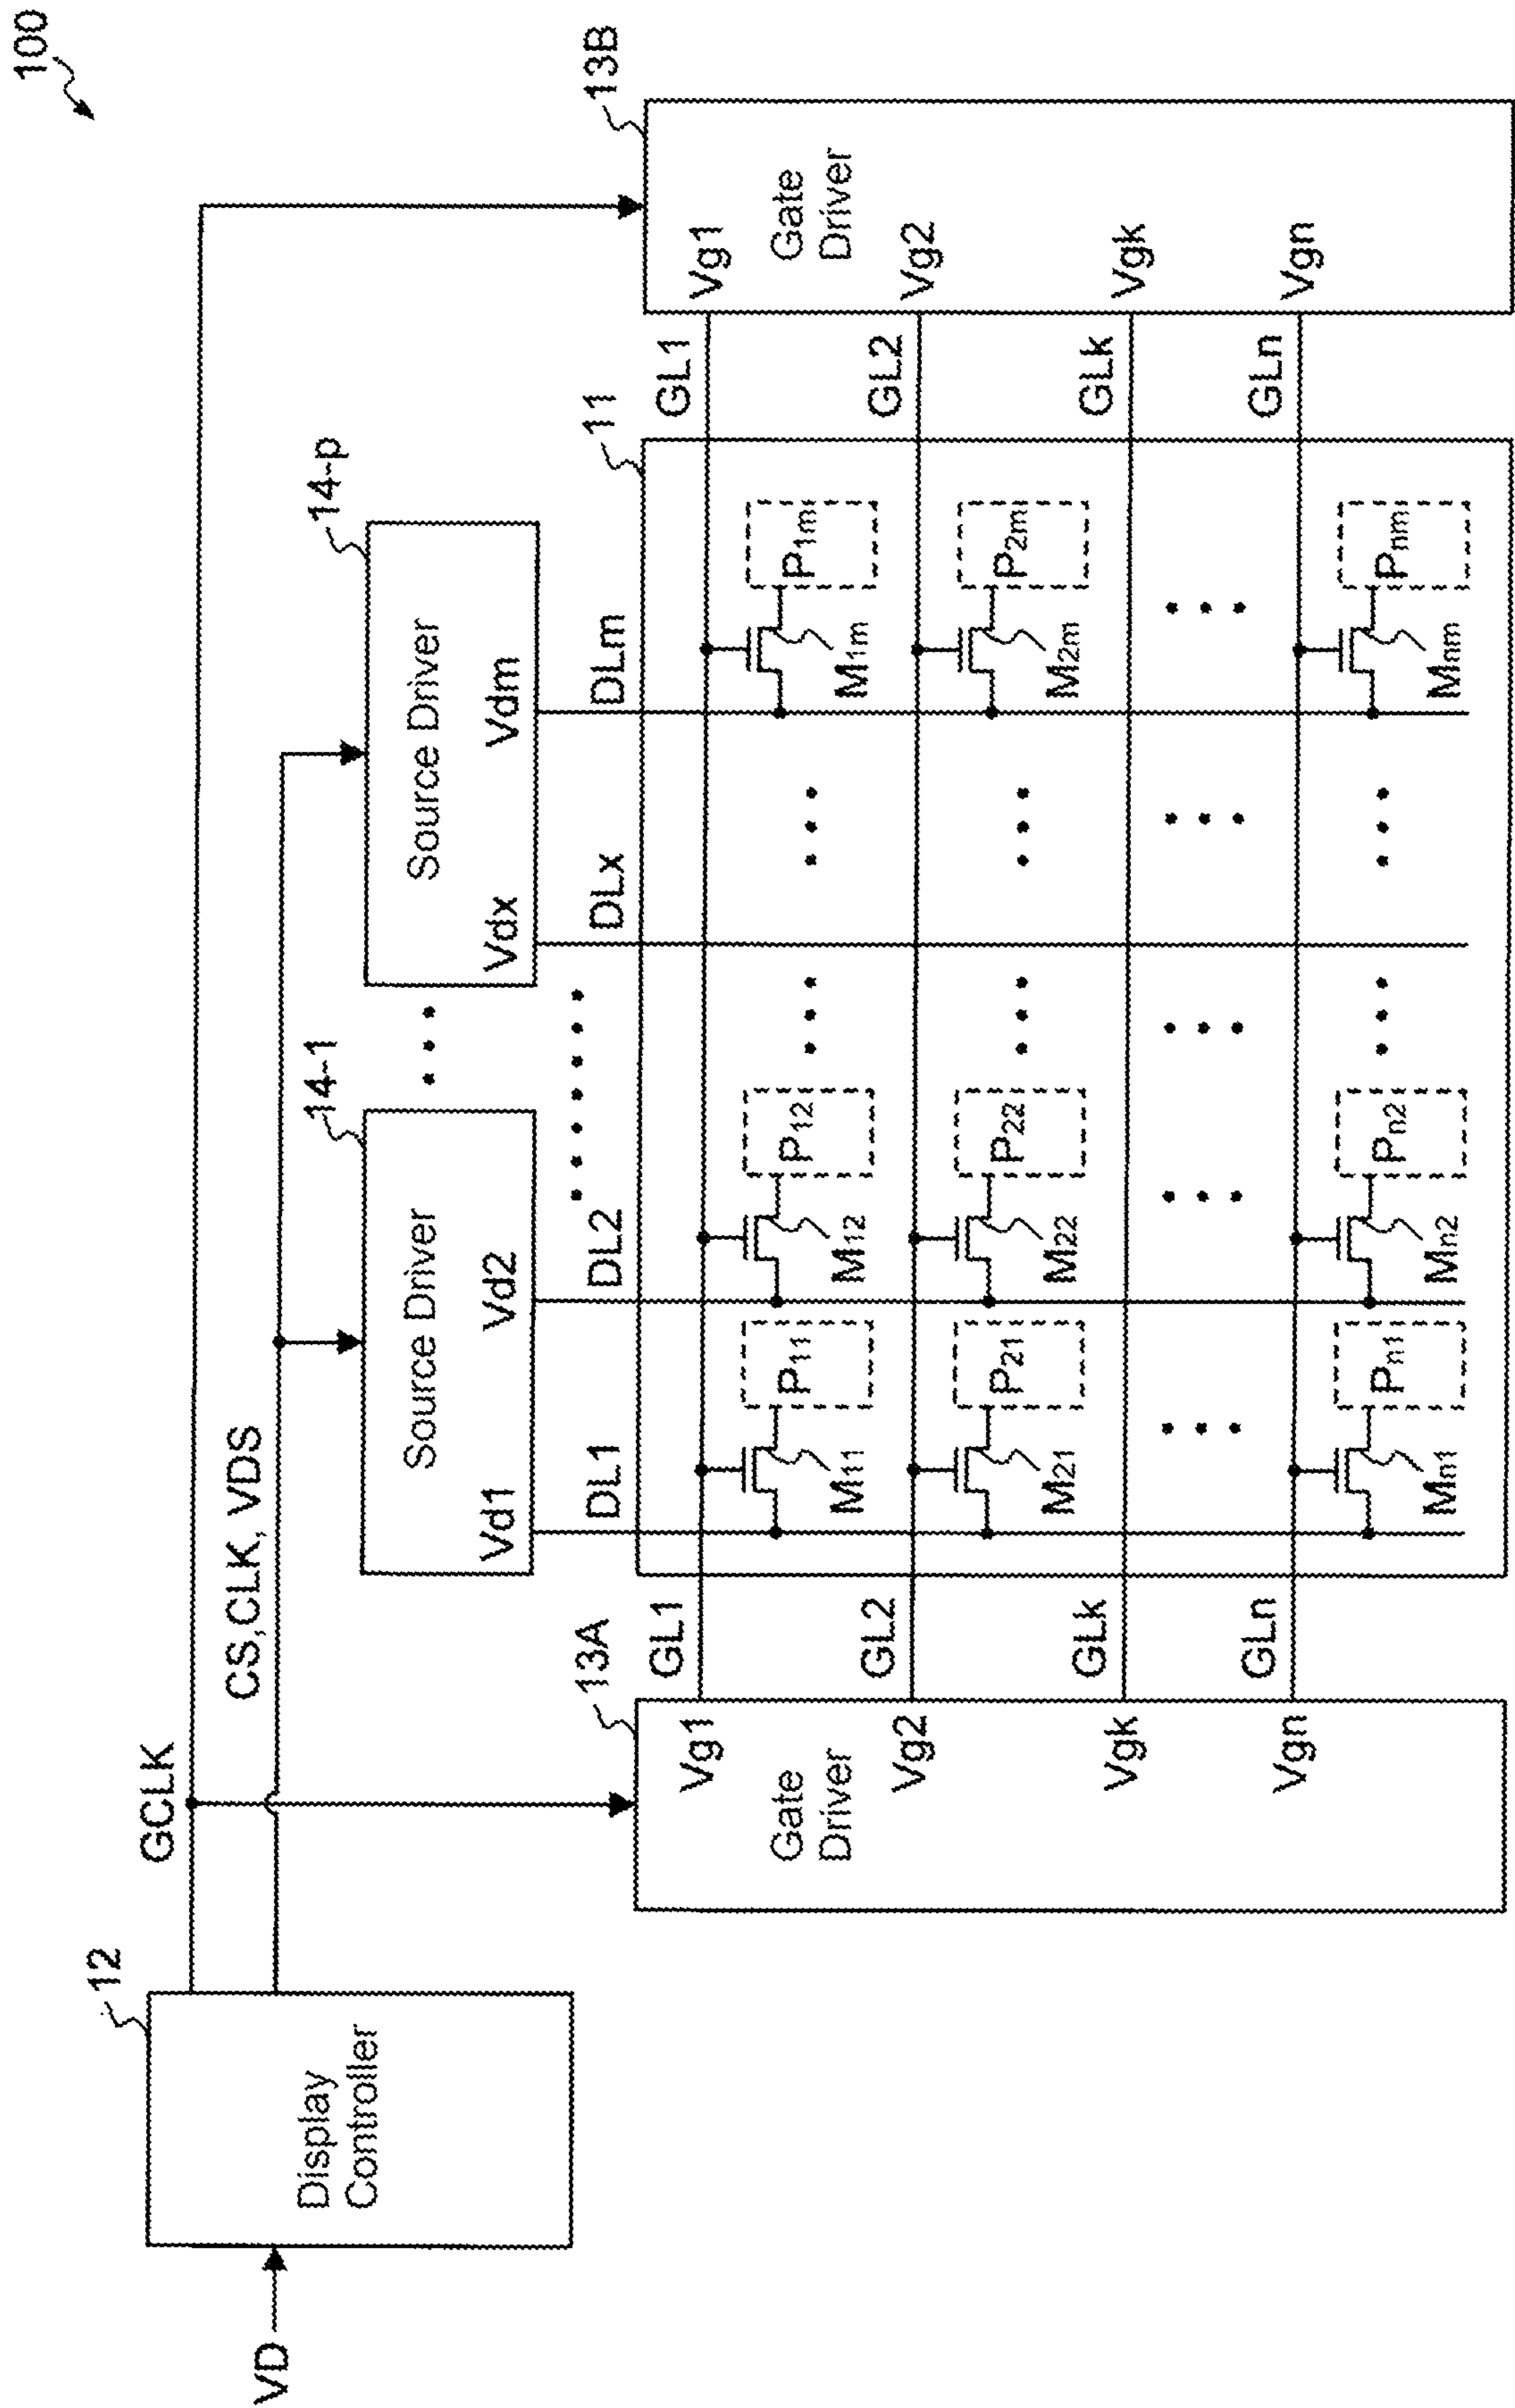 100
GCLK
CS,CLK, VDS
VD
12
Display
Controller
14-1
Source Driver
Vd1
Vd2
14-p
Source Driver
Vdx
Vdm
DL1
DL2
DLx
DLm
13A
Gate
Driver
Vg1
Vg2
Vgk
Vgn
GL1
GL2
GLk
GLn
11
M11
P11
M12
P12
M1m
P1m
M21
P21
M22
P22
M2m
P2m
Mn1
Pn1
Mn2
Pn2
Mnm
Pnm
GL1
GL2
GLk
GLn
13B
Gate
Driver
Vg1
Vg2
Vgk
Vgn